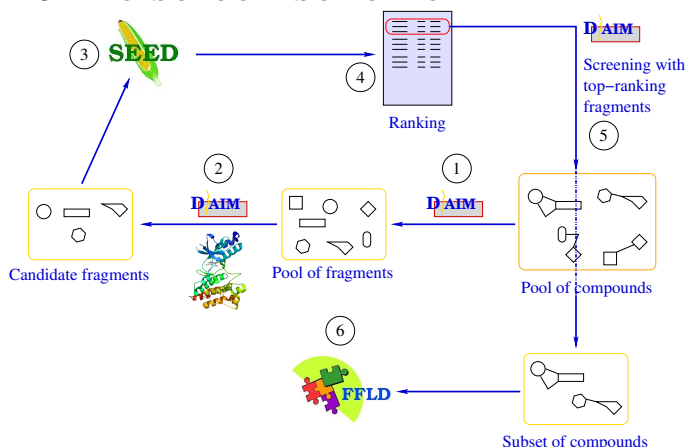 3
SEED
4
Ranking
DAIM
Screening with
top−ranking
fragments
5
2
DAIM
1
DAIM
Candidate fragments
Pool of fragments
Pool of compounds
6
FFLD
Subset of compounds